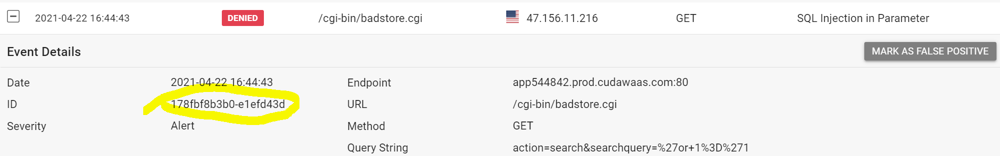 2021-04-22 16:44:43 DENIED /cgi-bin/badstore.cgi 47.156.11.216 GET SQL Injection in Parameter
Event Details MARK AS FALSE POSITIVE
Date 2021-04-22 16:44:43 Endpoint app544842.prod.cudawaas.com:80
ID 178fbf8b3b0-e1efd43d URL /cgi-bin/badstore.cgi
Severity Alert Method GET
Query String action=search&searchquery=%27or+1%3D%271